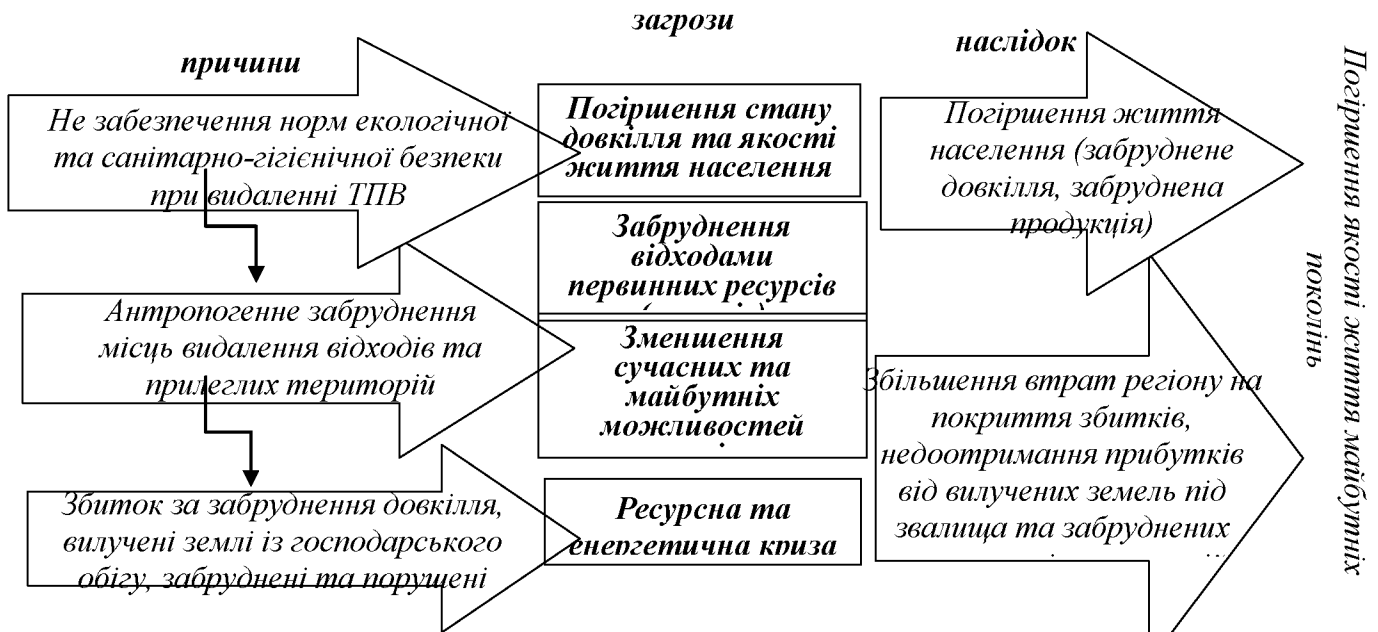 загрози
причини
наслідок
Не забезпечення норм екологічної
та санітарно-гігієнічної безпеки
при видаленні ТПВ
Погіршення стану
довкілля та якості
життя населення
Погіршення життя
населення (забруднене
довкілля, забруднена
продукція)
Забруднення
відходами
первинних ресурсів
Антропогенне забруднення
місць видалення відходів та
прилеглих територій
Зменшення
сучасних та
майбутніх
можливостей
Збільшення втрат регіону на
покриття збитків,
недоотримання прибутків
від вилучених земель під
звалища та забруднених
Збиток за забруднення довкілля,
вилучені землі із господарського
обігу, забруднені та порушені
Ресурсна та
енергетична криза
Погіршення якості життя майбутніх
поколінь